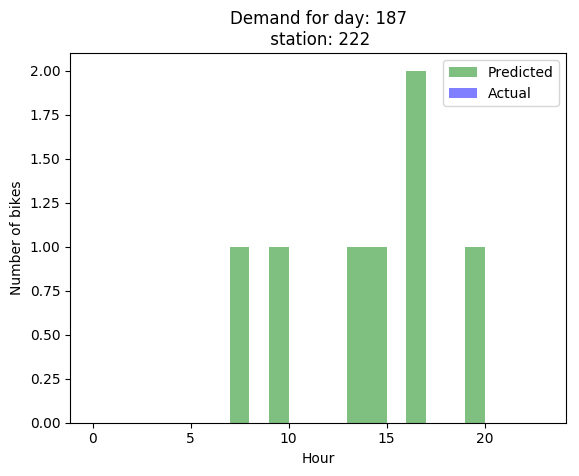 Demand for day: 187
station: 222
Predicted
Actual
Number of bikes
2.00
1.75
1.50
1.25
1.00
0.75
0.50
0.25
0.00
0 5 10 15 20
Hour